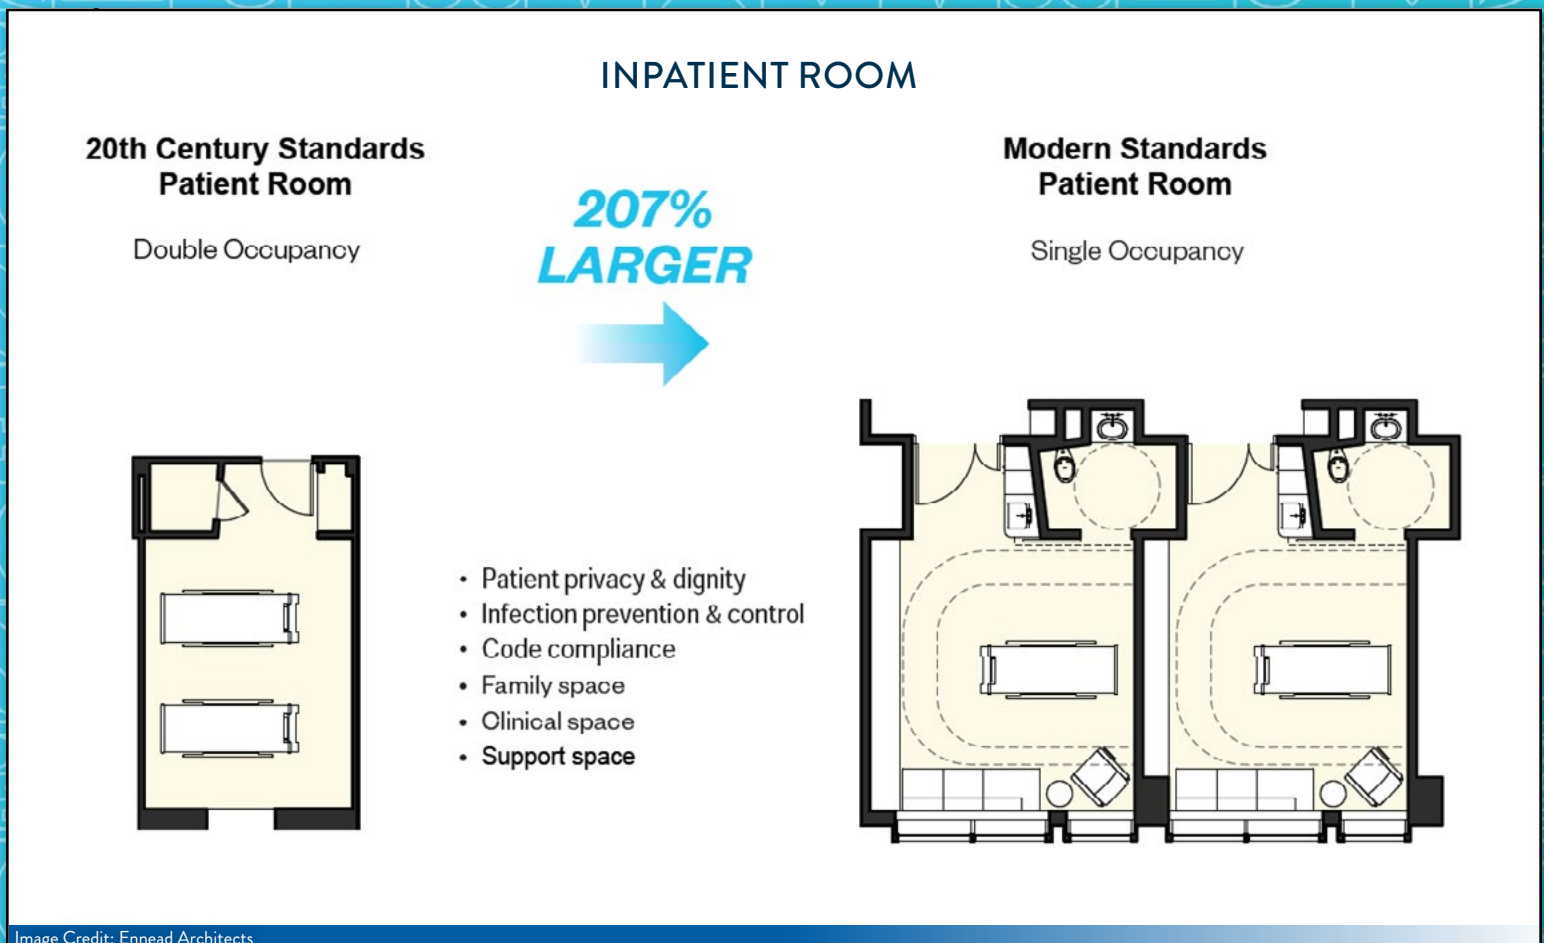 INPATIENT ROOM
20th Century Standards
Patient Room
Double Occupancy
207%
LARGER
Modern Standards
Patient Room
Single Occupancy
• Patient privacy & dignity
• Infection prevention & control
• Code compliance
• Family space
• Clinical space
• Support space
Image Credit: Ennead Architects